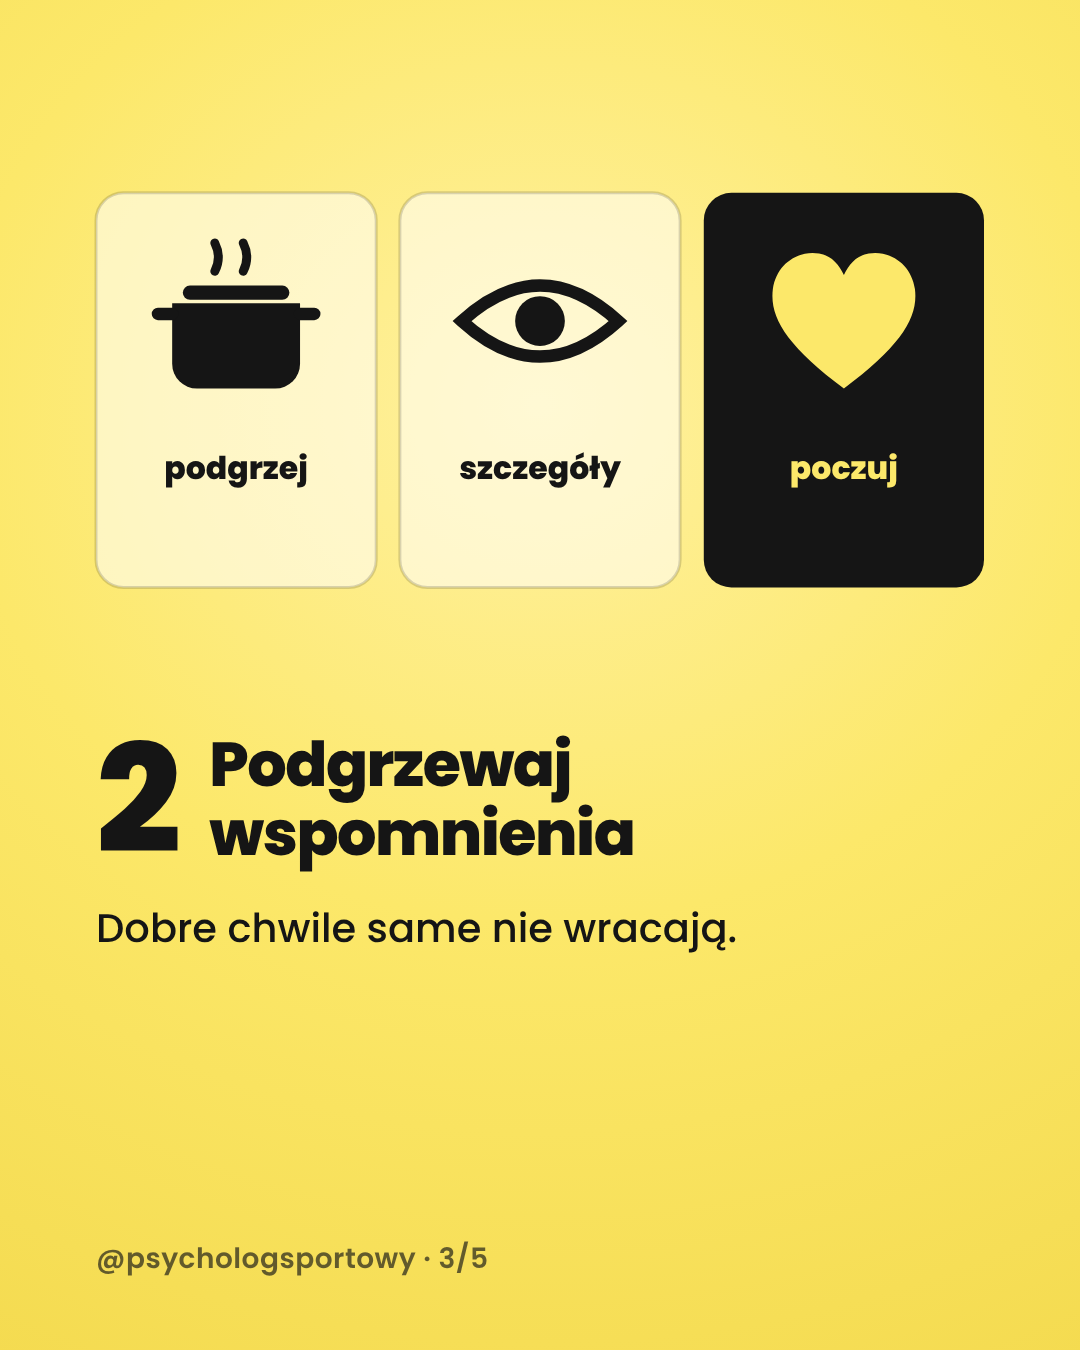 podgrzej
szczegóły
poczuj
2 Podgrzewaj
wspomnienia
Dobre chwile same nie wracają.
@psychologsportowy · 3/5